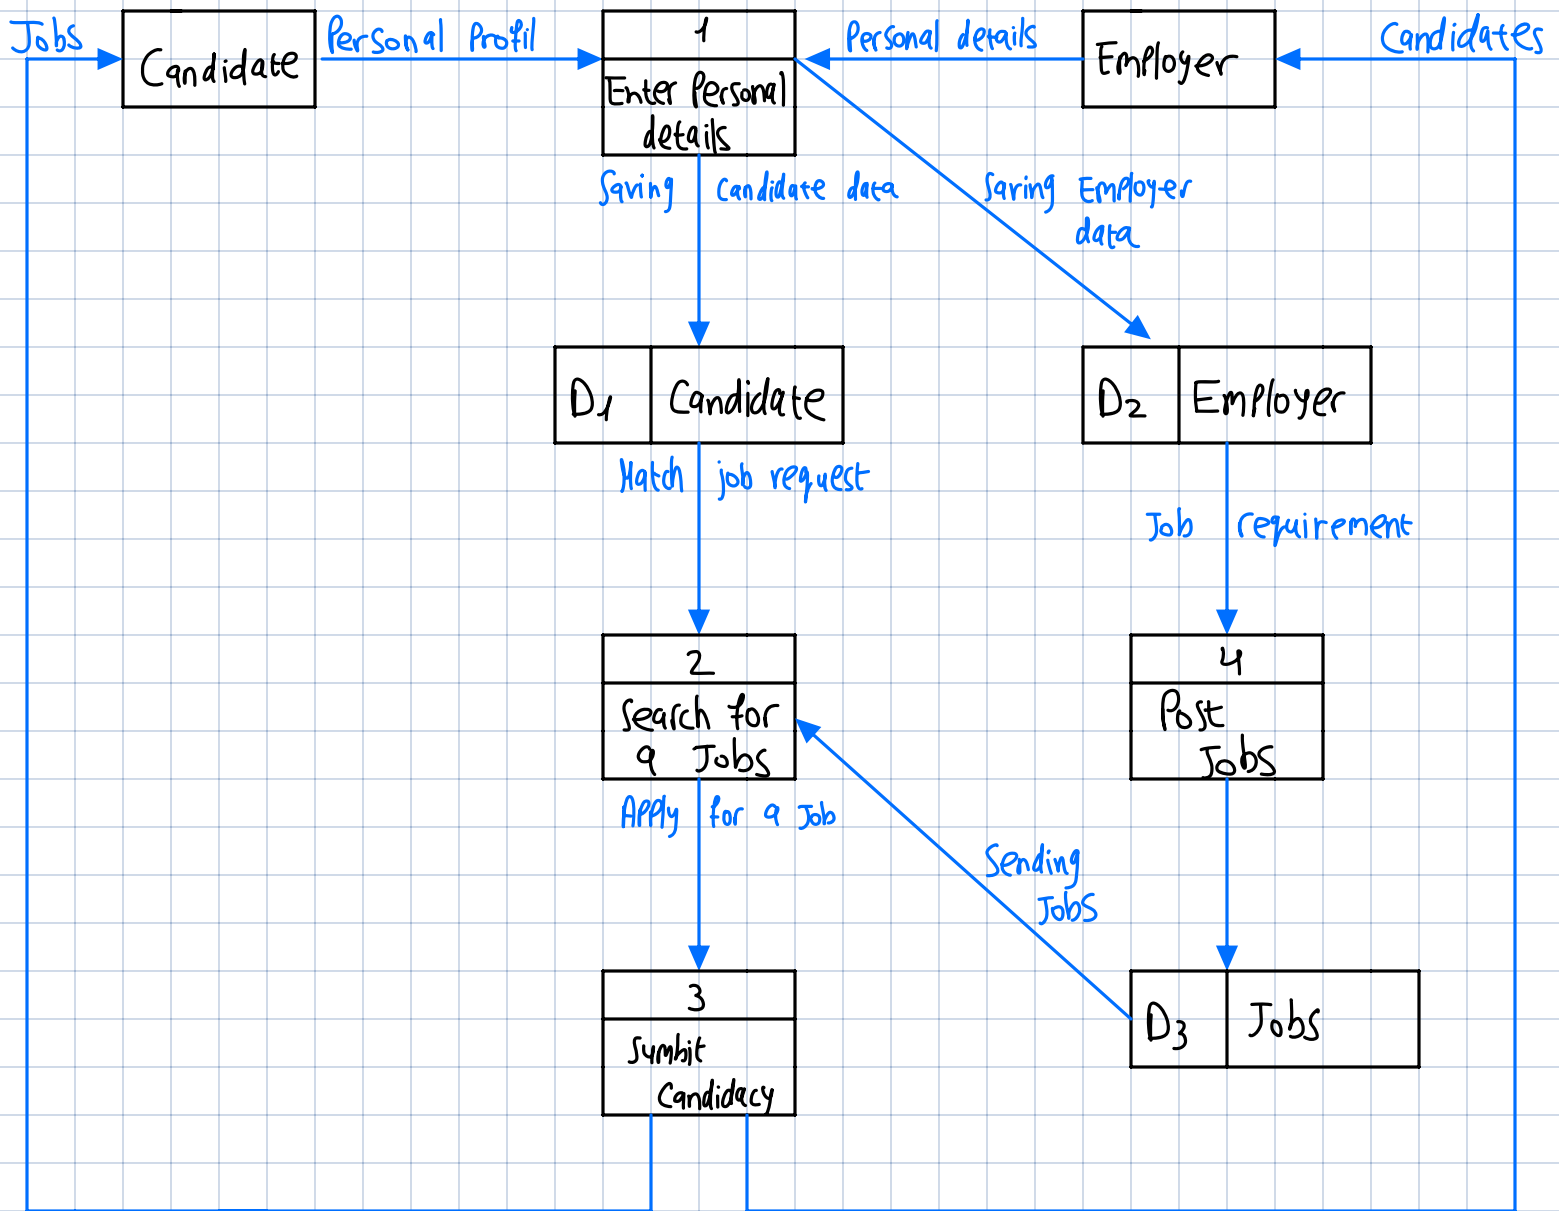 Jobs
Candidate
Personal Profil
1
Enter Personal
details
Personal details
Employer
Candidates
Saving Candidate data
Saving Employer
data
D1 Candidate
D2 Employer
Match job request
Job requirement
2
Search for
a Jobs
4
Post
Jobs
Apply for a Job
Sending
Jobs
3
Sumbit
Candidacy
D3 Jobs